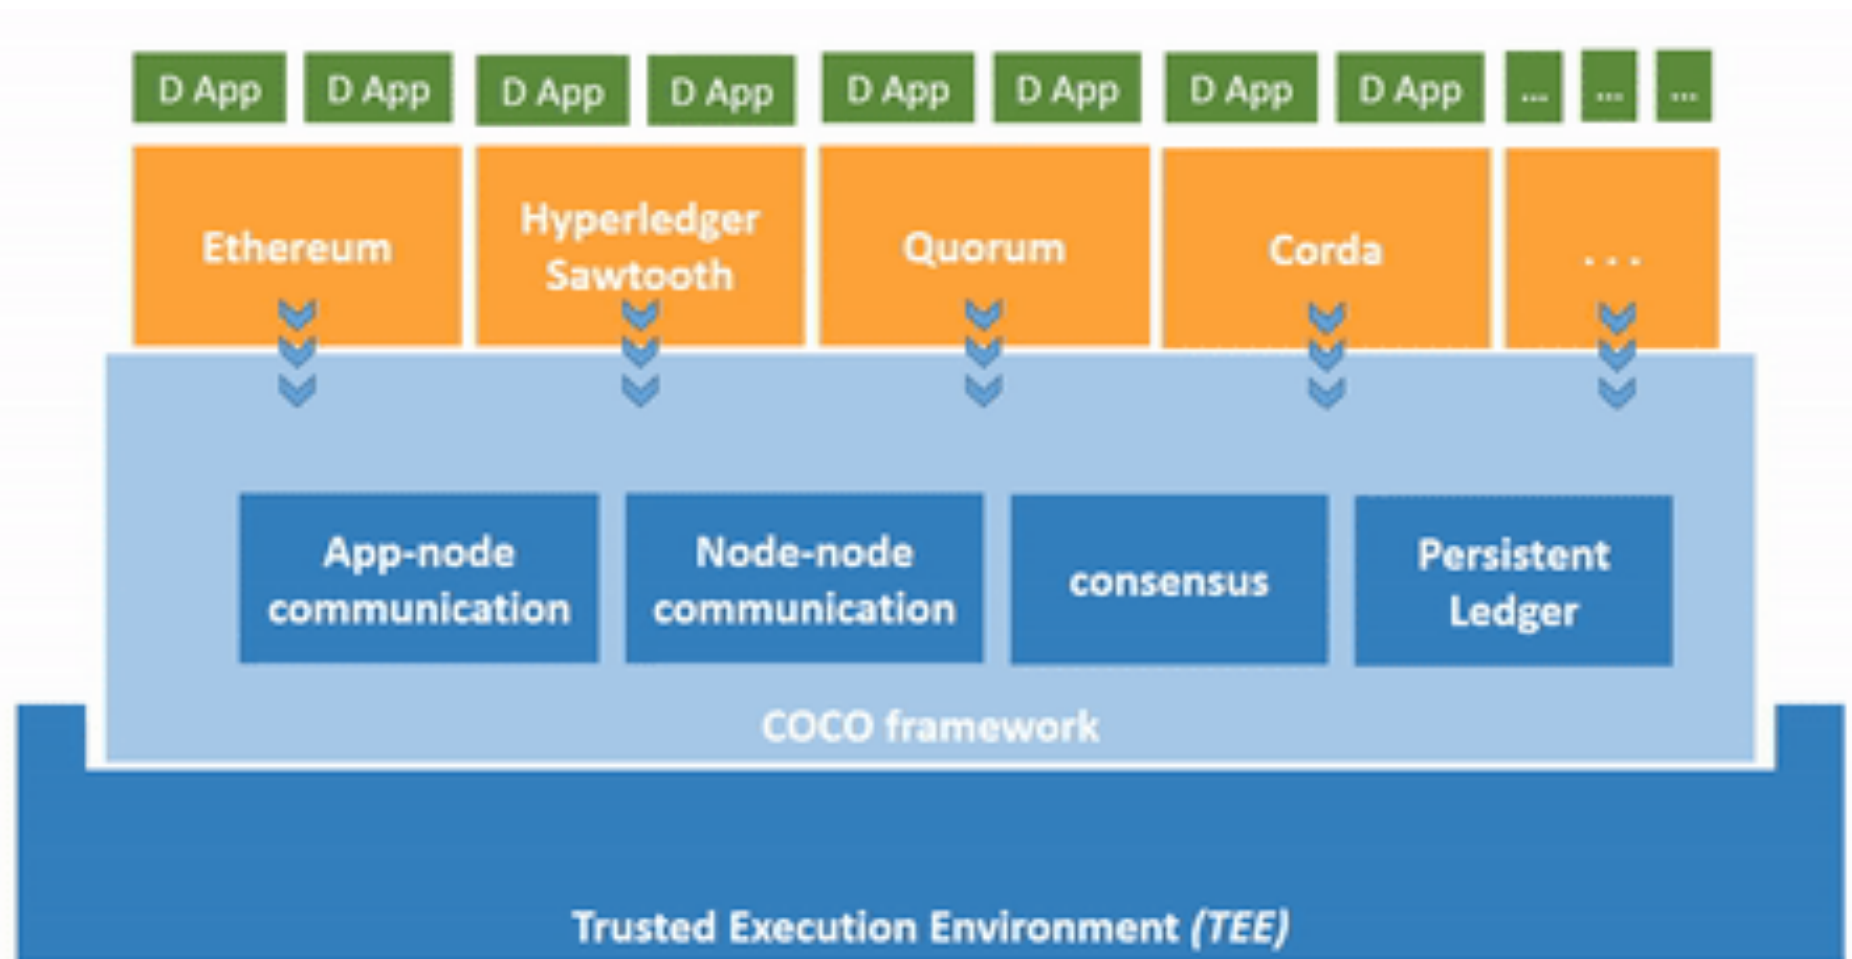 D App D App D App D App D App D App D App D App ... ... ...
Ethereum
Hyperledger
Sawtooth
Quorum
Corda
...
App-node
communication
Node-node
communication
consensus
Persistent
Ledger
COCO framework
Trusted Execution Environment (TEE)